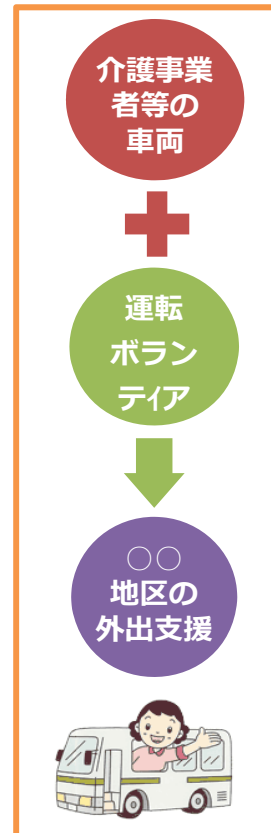 介護事業
者等の
車両
運転
ボラン
ティア
○○
地区の
外出支援